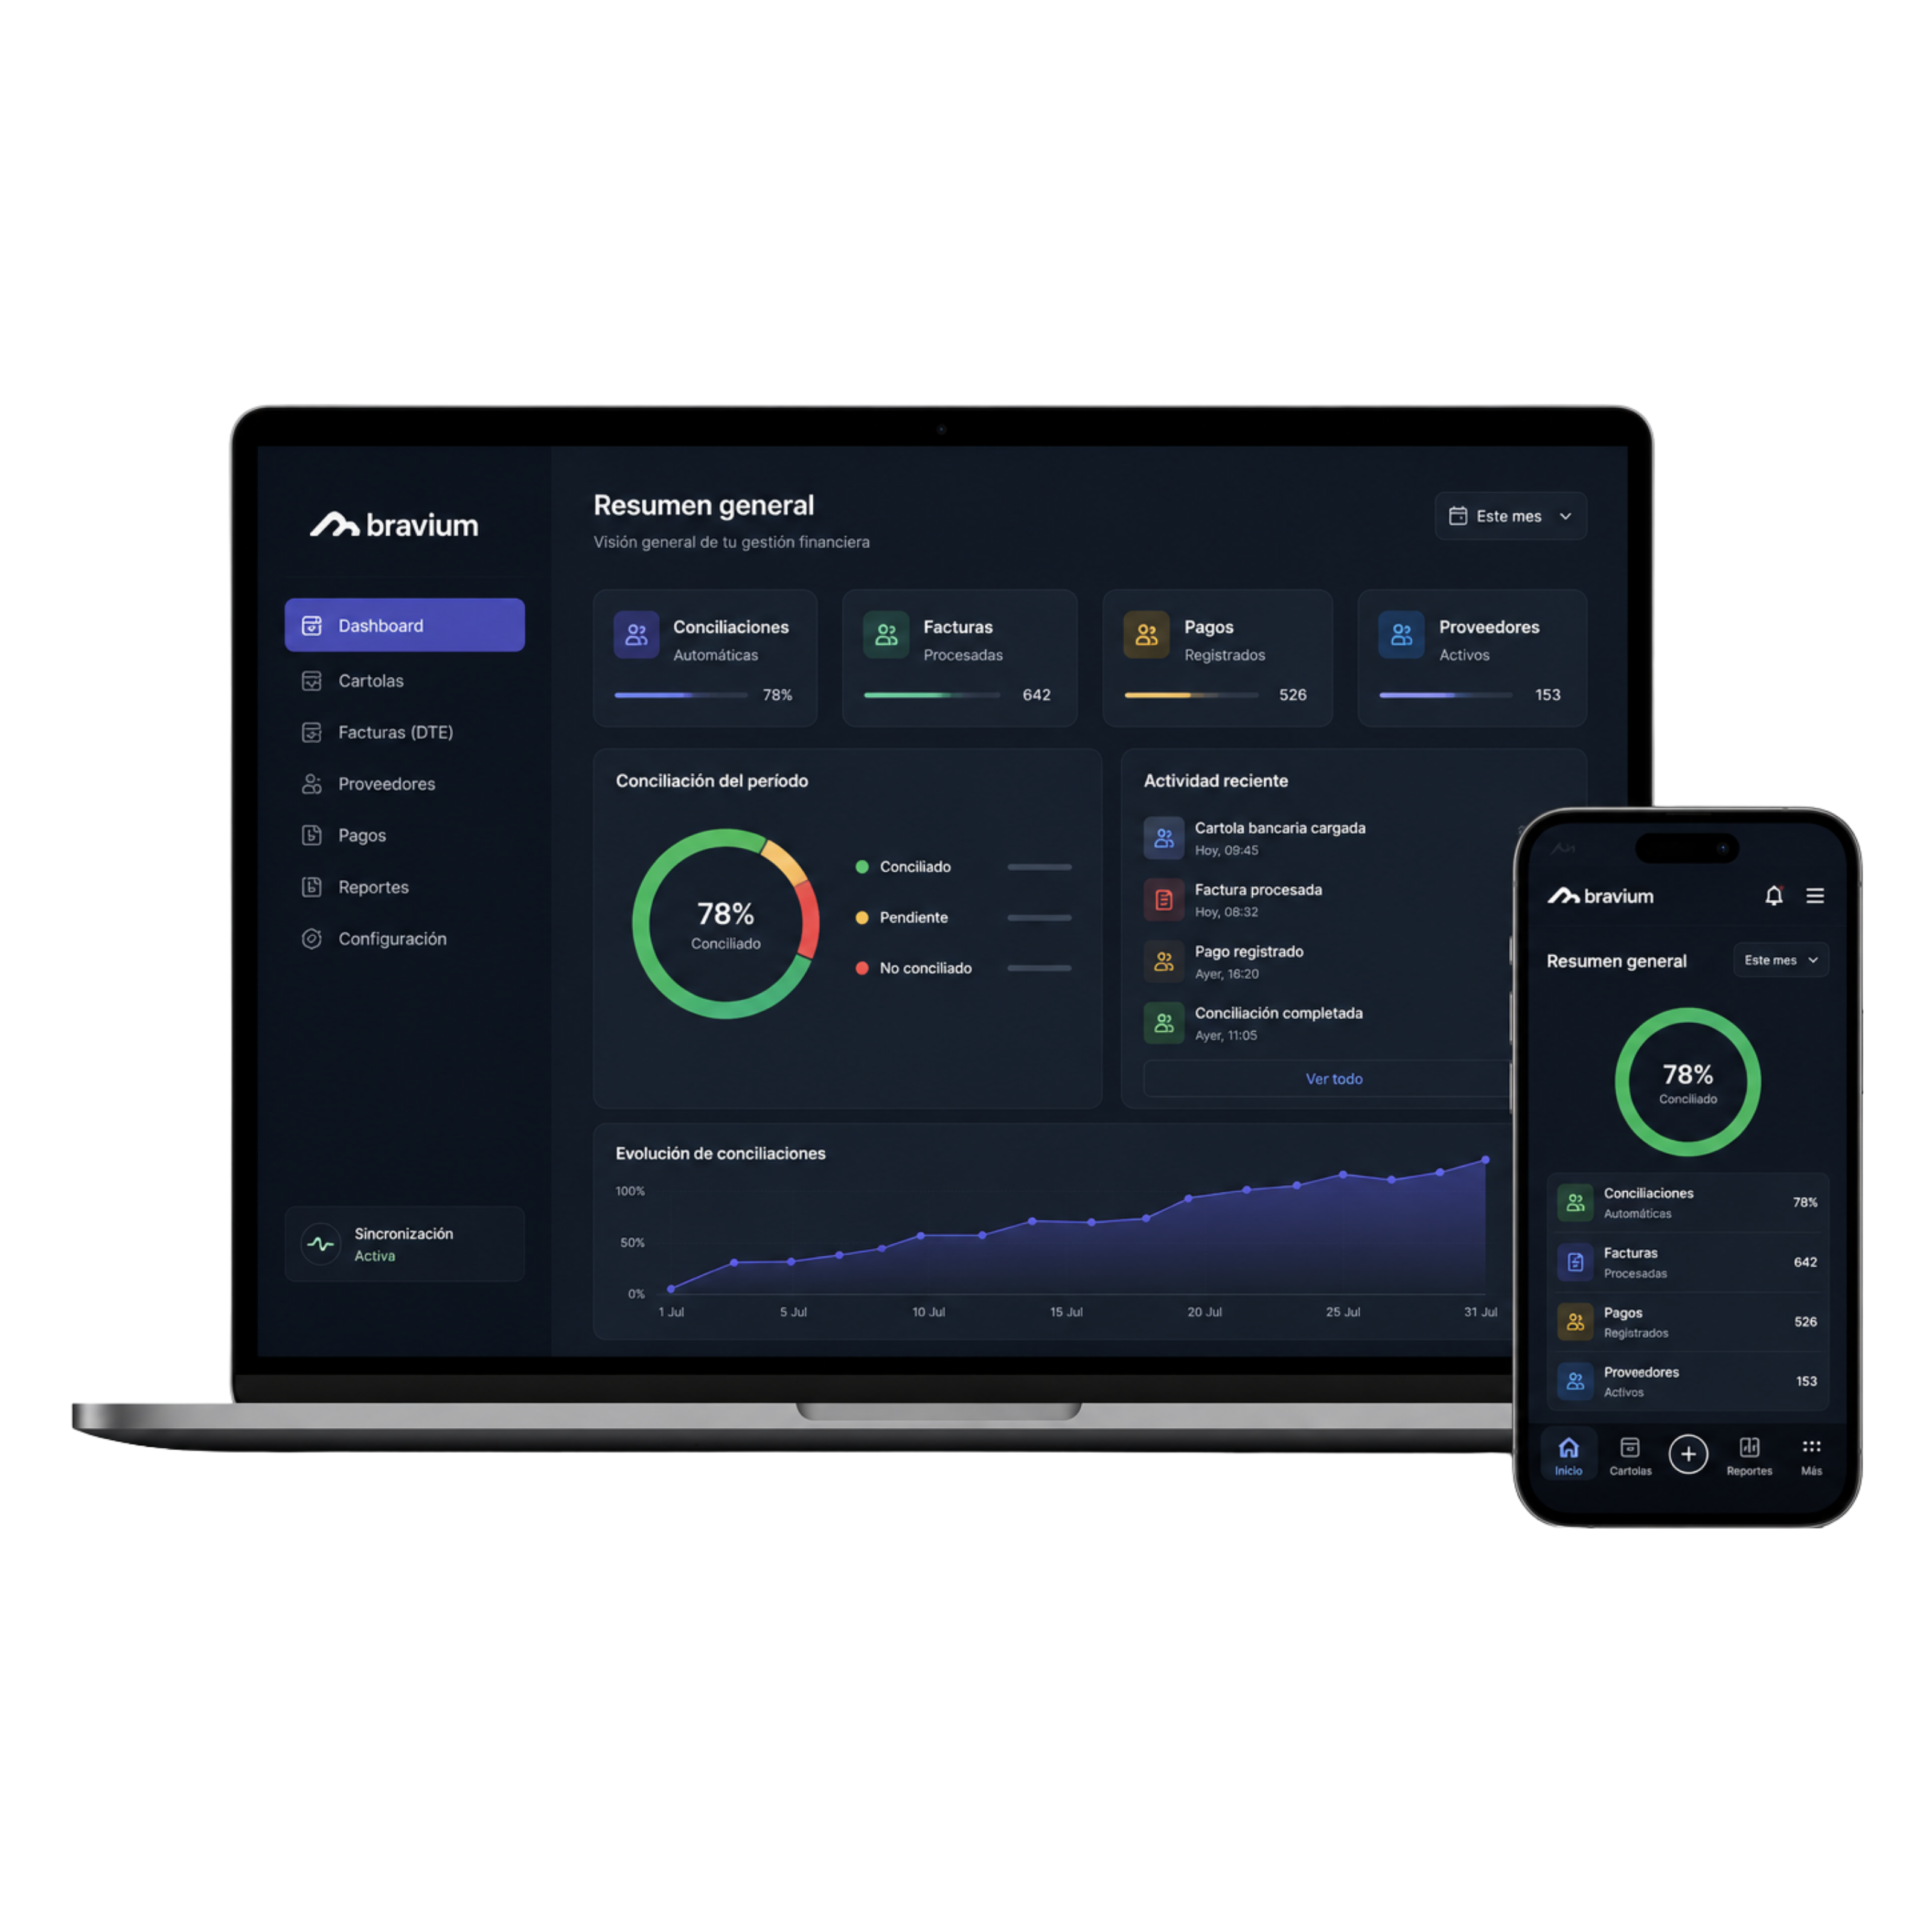 bravium
Dashboard
Cartolas
Facturas (DTE)
Proveedores
Pagos
Reportes
Configuración
Sincronización
Activa
Resumen general
Visión general de tu gestión financiera
Este mes
Conciliaciones
Automáticas
78%
Facturas
Procesadas
642
Pagos
Registrados
526
Proveedores
Activos
153
Conciliación del período
78%
Conciliado
Conciliado
Pendiente
No conciliado
Actividad reciente
Cartola bancaria cargada
Hoy, 09:45
Factura procesada
Hoy, 08:32
Pago registrado
Ayer, 16:20
Conciliación completada
Ayer, 11:05
Ver todo
Evolución de conciliaciones
100%
50%
0%
1 Jul
5 Jul
10 Jul
15 Jul
20 Jul
25 Jul
31 Jul
bravium
Resumen general
Este mes
78%
Conciliado
Conciliaciones
Automáticas
78%
Facturas
Procesadas
642
Pagos
Registrados
526
Proveedores
Activos
153
Inicio
Cartolas
Reportes
Más